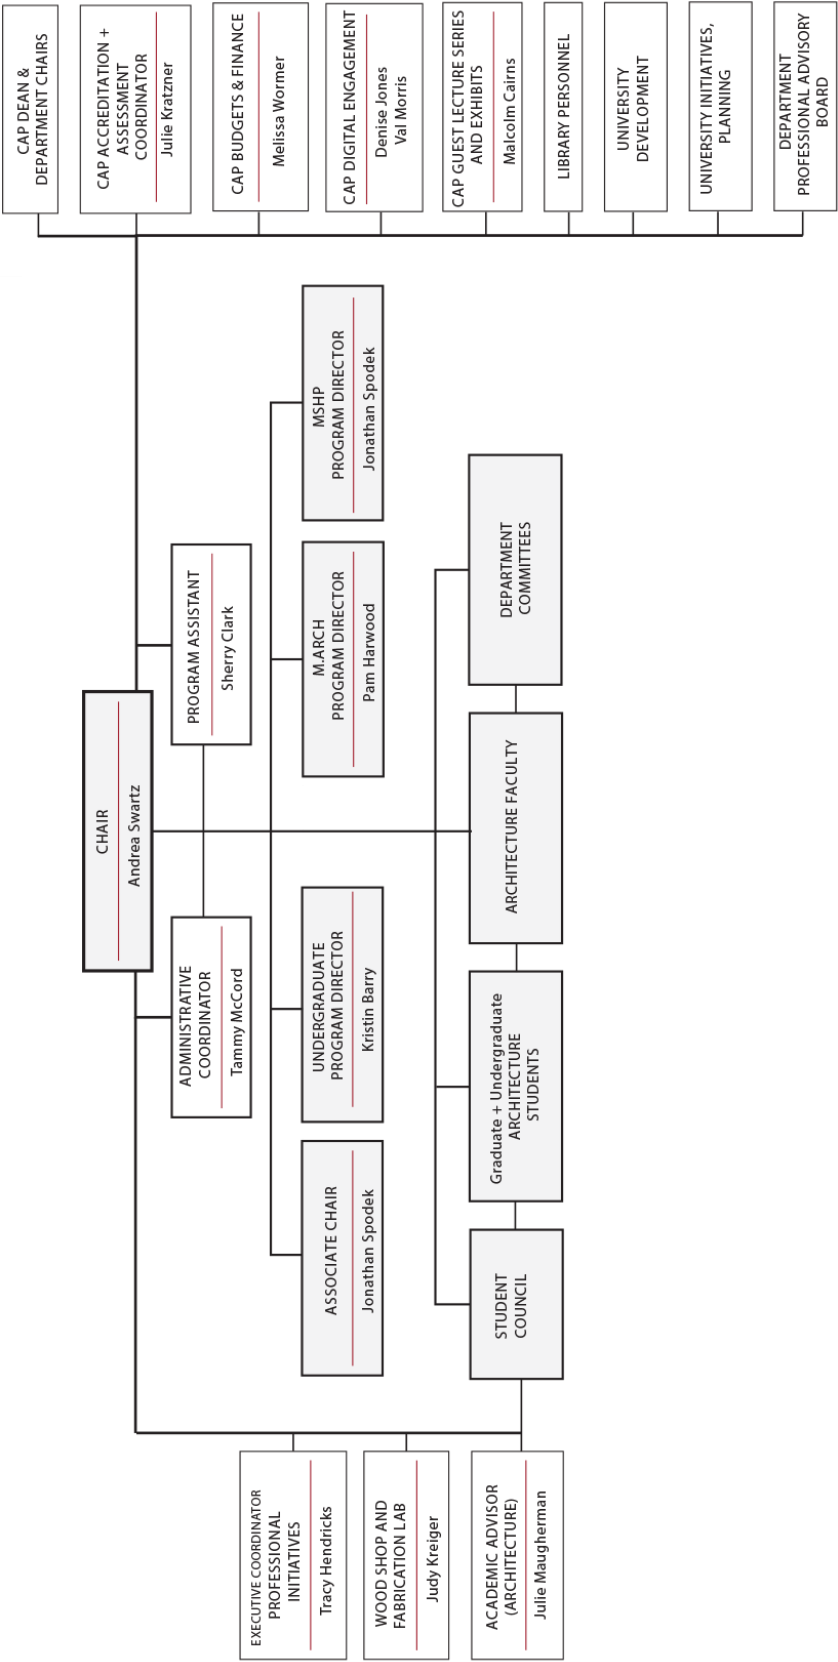 CHAIR
Andrea Swartz
ADMINISTRATIVE
COORDINATOR
Tammy McCord
PROGRAM ASSISTANT
Sherry Clark
ASSOCIATE CHAIR
Jonathan Spodek
UNDERGRADUATE
PROGRAM DIRECTOR
Kristin Barry
M.ARCH
PROGRAM DIRECTOR
Pam Harwood
MSHP
PROGRAM DIRECTOR
Jonathan Spodek
STUDENT
COUNCIL
Graduate + Undergraduate
ARCHITECTURE
STUDENTS
ARCHITECTURE FACULTY
DEPARTMENT
COMMITTEES
EXECUTIVE COORDINATOR
PROFESSIONAL
INITIATIVES
Tracy Hendricks
WOOD SHOP AND
FABRICATION LAB
Judy Kreiger
ACADEMIC ADVISOR
(ARCHITECTURE)
Julie Maugherman
CAP DEAN &
DEPARTMENT CHAIRS
CAP ACCREDITATION +
ASSESSMENT
COORDINATOR
Julie Kratzner
CAP BUDGETS & FINANCE
Melissa Wormer
CAP DIGITAL ENGAGEMENT
Denise Jones
Val Morris
CAP GUEST LECTURE SERIES
AND EXHIBITS
Malcolm Cairns
LIBRARY PERSONNEL
UNIVERSITY
DEVELOPMENT
UNIVERSITY INITIATIVES,
PLANNING
DEPARTMENT
PROFESSIONAL ADVISORY
BOARD